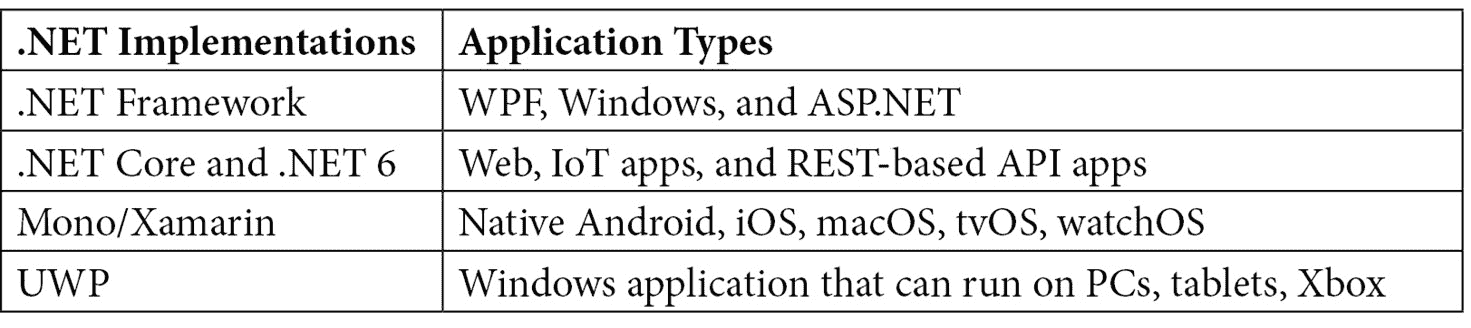 .NET Implementations Application Types
.NET Framework WPF, Windows, and ASP.NET
.NET Core and .NET 6 Web, IoT apps, and REST-based API apps
Mono/Xamarin Native Android, iOS, macOS, tvOS, watchOS
UWP Windows application that can run on PCs, tablets, Xbox